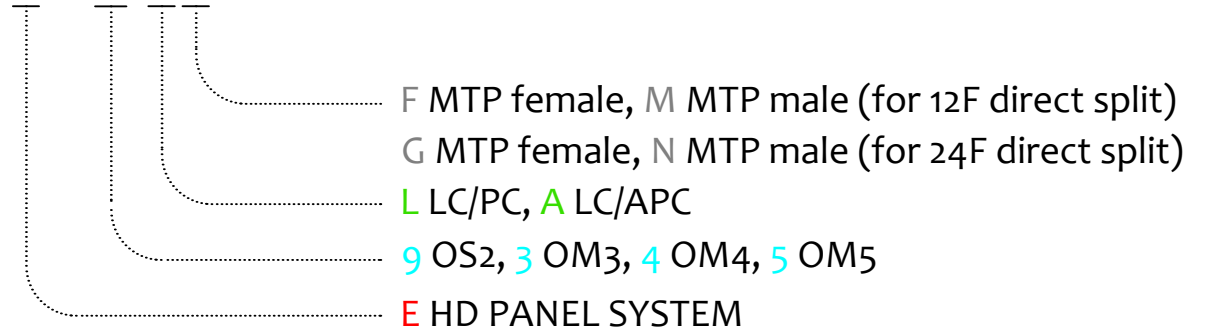 F MTP female, M MTP male (for 12F direct split)
G MTP female, N MTP male (for 24F direct split)
L LC/PC, A LC/APC
9 OS2, 3 OM3, 4 OM4, 5 OM5
E HD PANEL SYSTEM